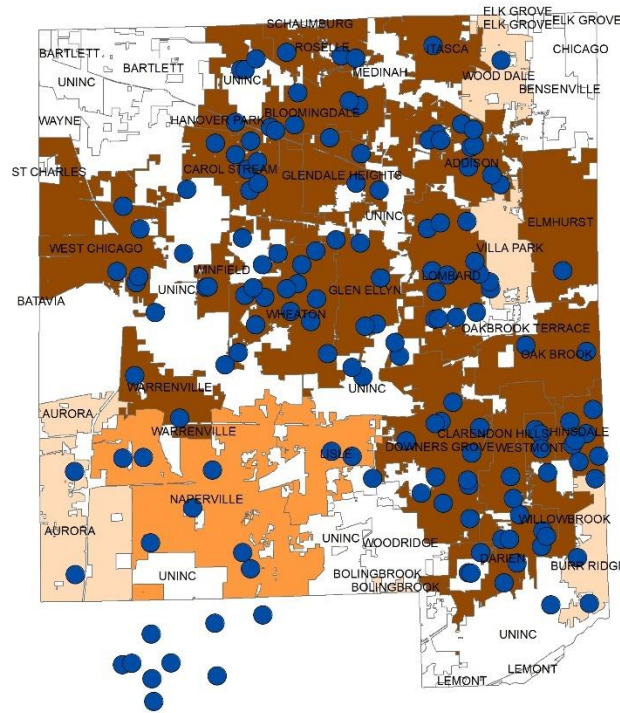 SCHAUMBURG
ELK GROVE
ELK GROVE
ELK GROVE
ROSELLE
ITASCA
BARTLETT
BARTLETT
CHICAGO
MEDINAH
UNINC
UNINC
WOOD DALE
BENSENVILLE
WAYNE
HANOVER PARK
BLOOMINGDALE
ADDISON
ST CHARLES
CAROL STREAM
GLENDALE HEIGHTS
UNINC
ELMHURST
WEST CHICAGO
VILLA PARK
WINFIELD
LOMBARD
BATAVIA
UNINC
GLEN ELLYN
WHEATON
OAKBROOK TERRACE
OAK BROOK
WARRENVILLE
UNINC
AURORA
WARRENVILLE
CLARENDON HILLS
HINSDALE
LISLE
DOWNERS GROVE
WESTMONT
NAPERVILLE
AURORA
WILLOWBROOK
UNINC
WOODRIDGE
DARIEN
UNINC
BOLINGBROOK
BURR RIDGE
BOLINGBROOK
UNINC
LEMONT
LEMONT